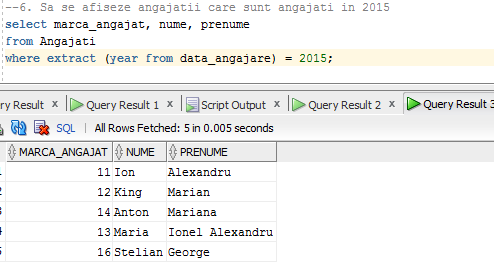 --6. Sa se afiseze angajatii care sunt angajati in 2015
select marca_angajat, nume, prenume
from Angajati
where extract (year from data_angajare) = 2015;
ry Result x Query Result 1 x Script Output x Query Result 2 x Query Result 3
SQL | All Rows Fetched: 5 in 0.005 seconds
MARCA_ANGAJAT NUME PRENUME
1 11 Ion Alexandru
2 12 King Marian
3 14 Anton Mariana
4 13 Maria Ionel Alexandru
5 16 Stelian George